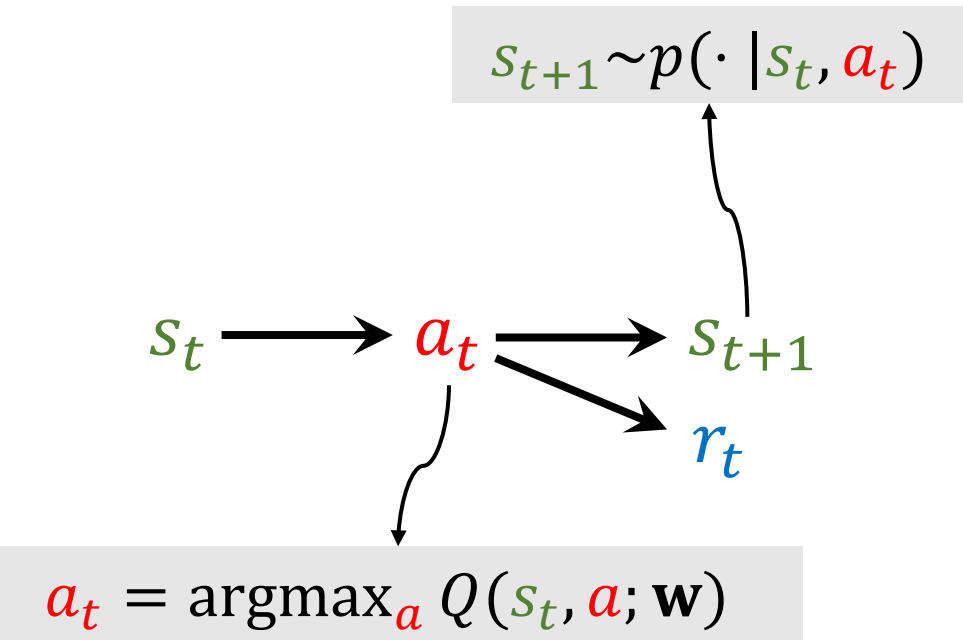 s_{t+1}~p(· |s_t, a_t)
s_t a_t s_{t+1}
r_t
a_t = argmax_a Q(s_t, a; w)